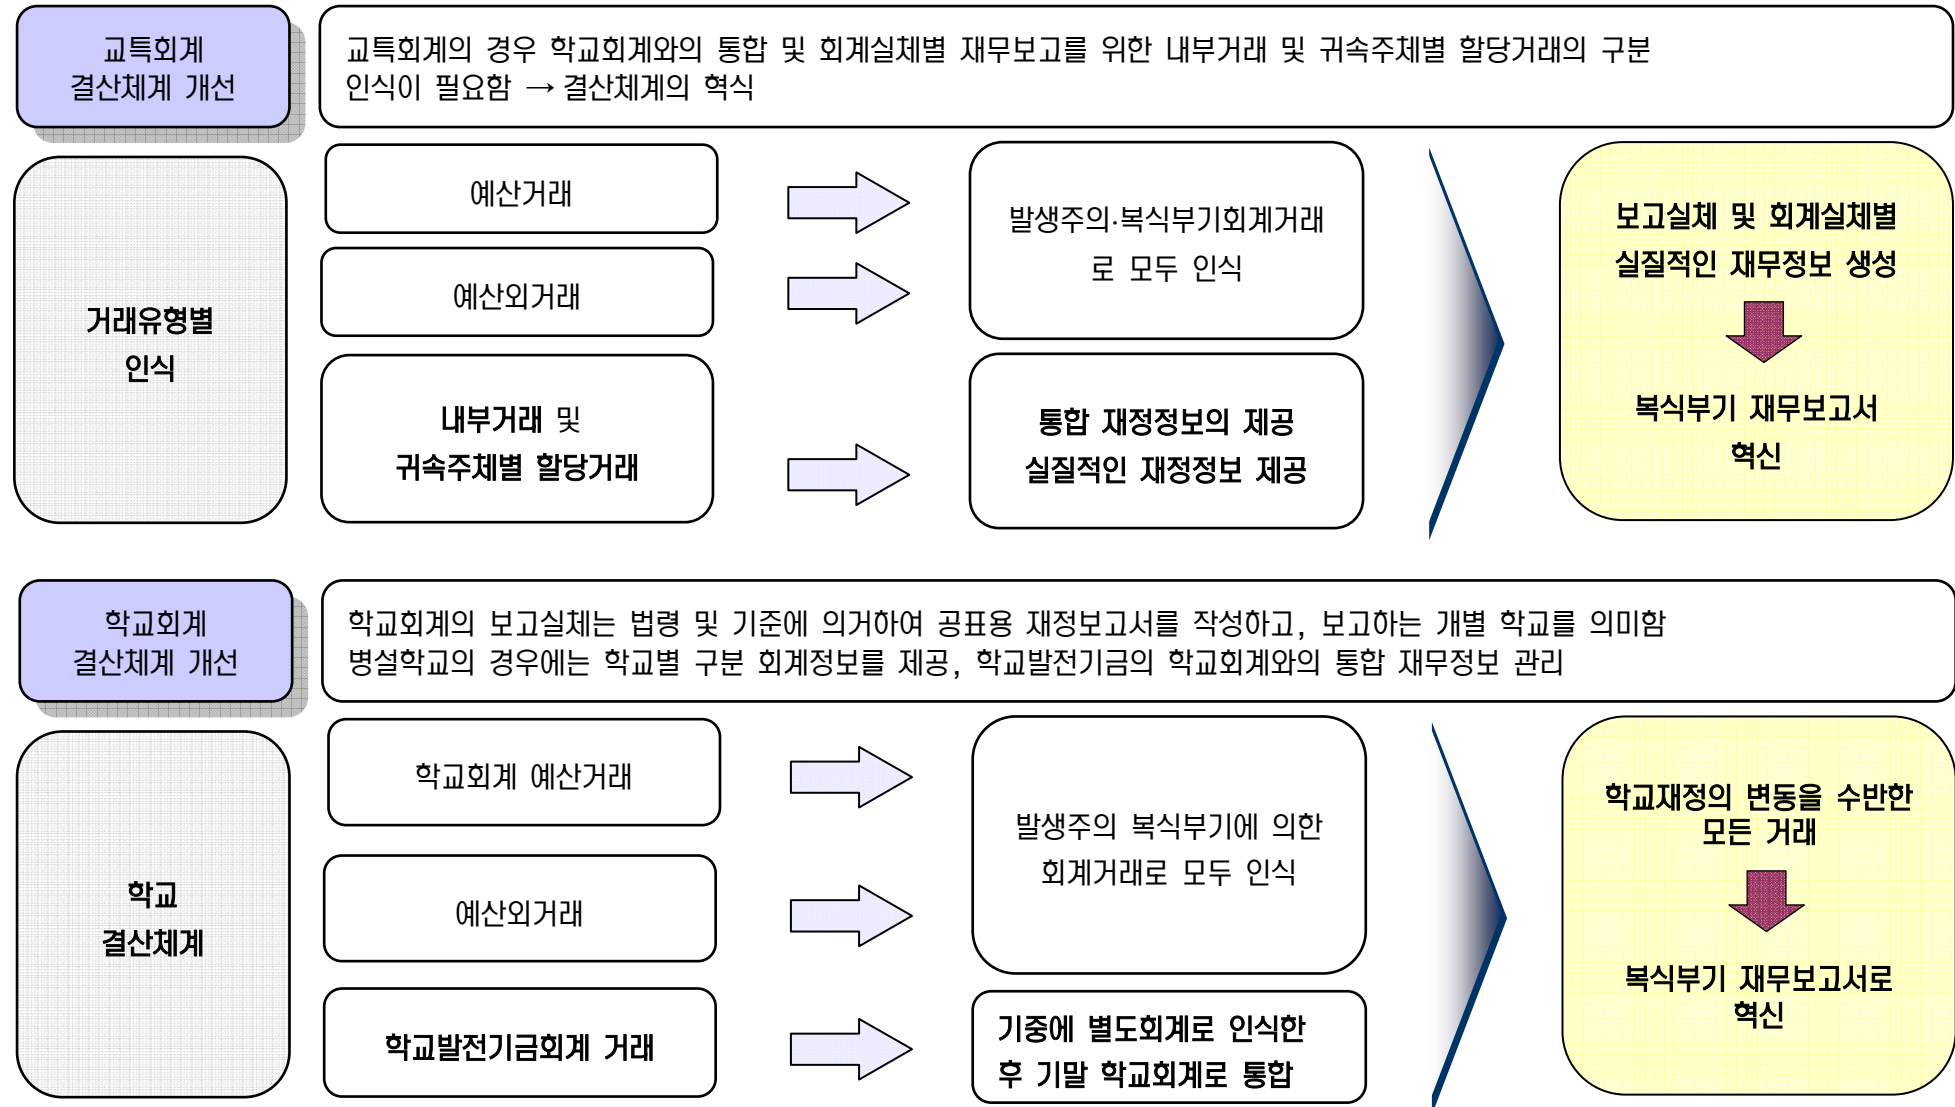 교특회계
결산체계 개선
교특회계의 경우 학교회계와의 통합 및 회계실체별 재무보고를 위한 내부거래 및 귀속주체별 할당거래의 구분
인식이 필요함 → 결산체계의 혁식
거래유형별
인식
예산거래
예산외거래
내부거래 및
귀속주체별 할당거래
발생주의·복식부기회계거래
로 모두 인식
통합 재정정보의 제공
실질적인 재정정보 제공
보고실체 및 회계실체별
실질적인 재무정보 생성
복식부기 재무보고서
혁신
학교회계
결산체계 개선
학교회계의 보고실체는 법령 및 기준에 의거하여 공표용 재정보고서를 작성하고, 보고하는 개별 학교를 의미함
병설학교의 경우에는 학교별 구분 회계정보를 제공, 학교발전기금의 학교회계와의 통합 재무정보 관리
학교
결산체계
학교회계 예산거래
예산외거래
학교발전기금회계 거래
발생주의 복식부기에 의한
회계거래로 모두 인식
기중에 별도회계로 인식한
후 기말 학교회계로 통합
학교재정의 변동을 수반한
모든 거래
복식부기 재무보고서로
혁신